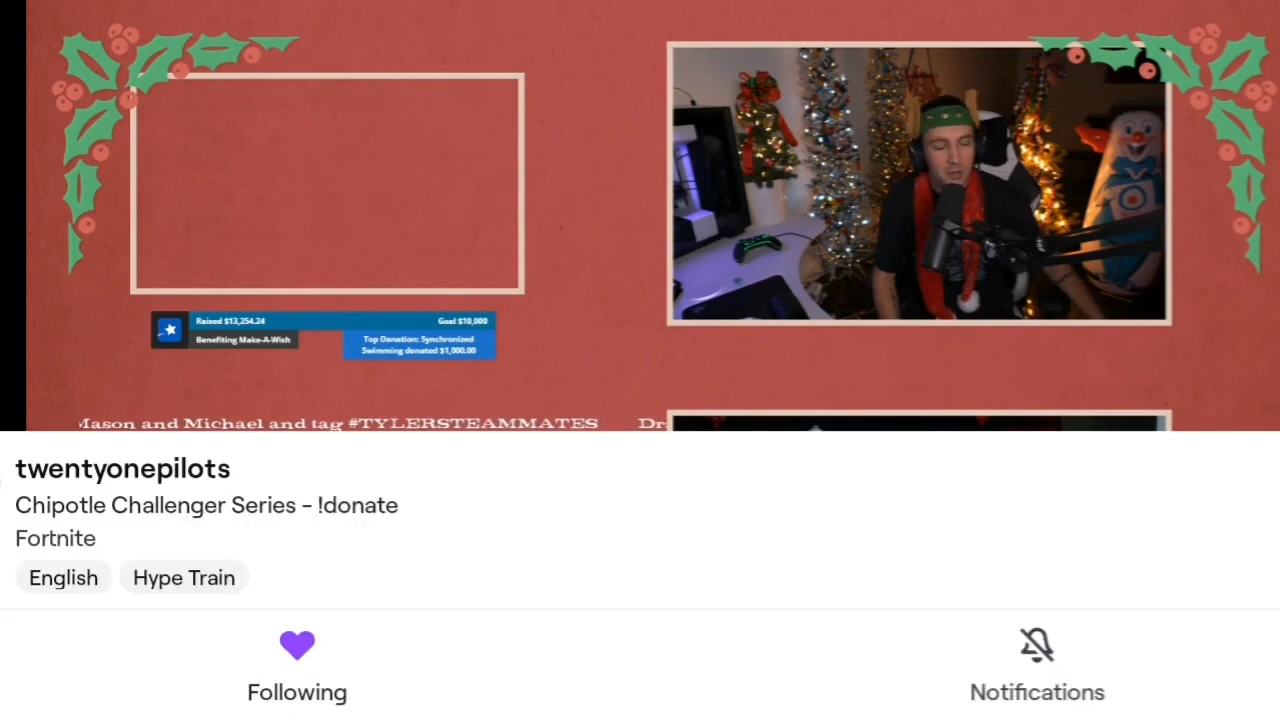 Raised $13,254.24 Goal $10,000
Benefiting Make-A-Wish
Top Donation: Synchronized
Swimming donated $1,000.00
Mason and Michael and tag #TYLERSTEAMMATES
twentyonepilots
Chipotle Challenger Series - !donate
Fortnite
English Hype Train
Following Notifications